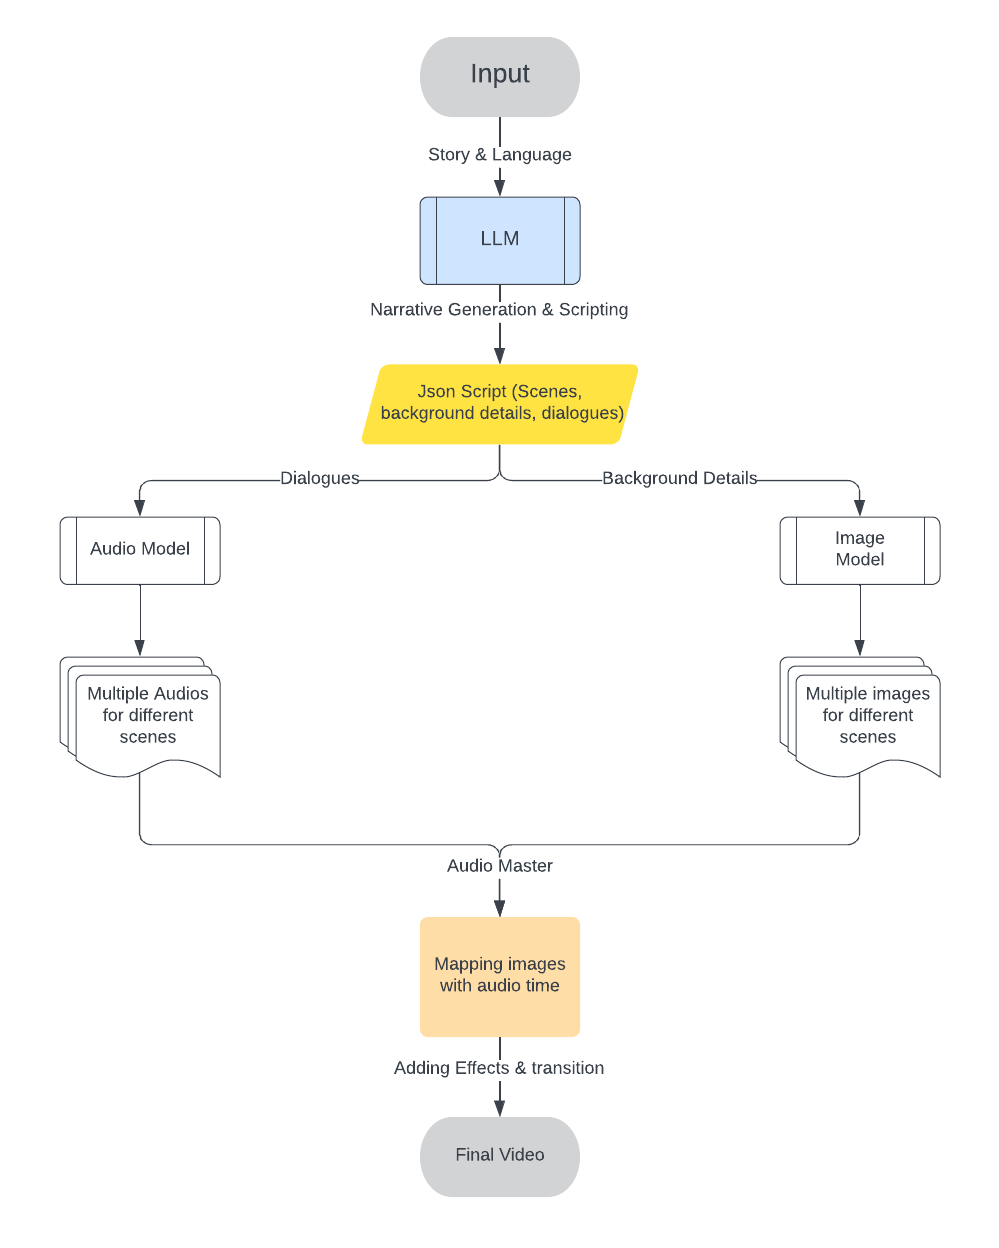 Input
Story & Language
LLM
Narrative Generation & Scripting
Json Script (Scenes,
background details, dialogues)
Dialogues
Background Details
Audio Model
Image
Model
Multiple Audios
for different
scenes
Multiple images
for different
scenes
Audio Master
Mapping images
with audio time
Adding Effects & transition
Final Video